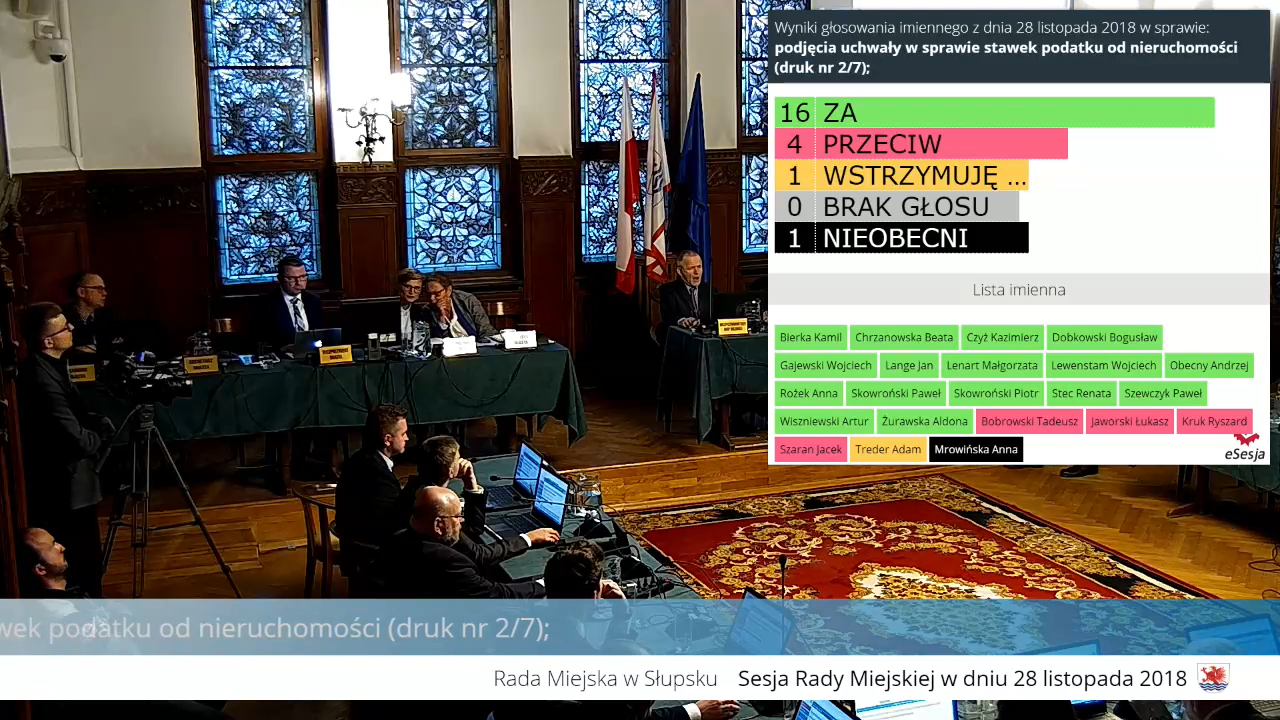 Wyniki głosowania imiennego z dnia 28 listopada 2018 w sprawie:
podjęcia uchwały w sprawie stawek podatku od nieruchomości
(druk nr 2/7);
16 ZA
4 PRZECIW
1 WSTRZYMUJĘ ...
0 BRAK GŁOSU
1 NIEOBECNI
Lista imienna
Bierka Kamil Chrzanowska Beata Czyż Kazimierz Dobkowski Bogusław
Gajewski Wojciech Lange Jan Lenart Małgorzata Lewenstam Wojciech Obecny Andrzej
Rożek Anna Skowroński Paweł Skowroński Piotr Stec Renata Szewczyk Paweł
Wiszniewski Artur Żurawska Aldona Bobrowski Tadeusz Jaworski Łukasz Kruk Ryszard
Szaran Jacek Treder Adam Mrowińska Anna
eSesja
wek podatku od nieruchomości (druk nr 2/7);
Rada Miejska w Słupsku Sesja Rady Miejskiej w dniu 28 listopada 2018